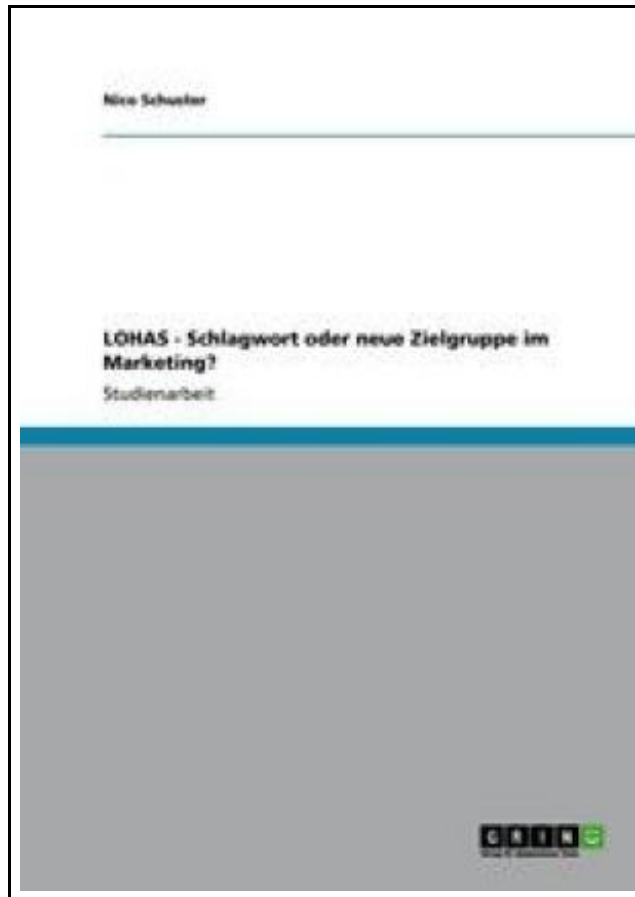 Nico Schuster
LOHAS - Schlagwort oder neue Zielgruppe im
Marketing?
Studienarbeit
GRIN